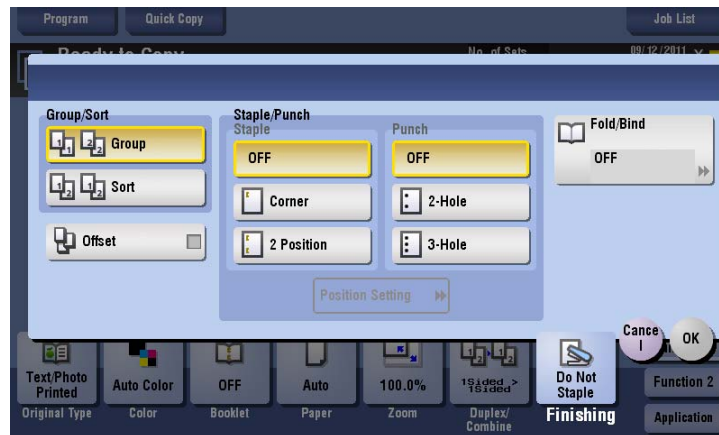 Program
Quick Copy
Job List
Ready to Copy
No. of Sets
09/12/2011
Group/Sort
Group
Sort
Offset
Staple/Punch
Staple
OFF
Corner
2 Position
Punch
OFF
2-Hole
3-Hole
Position Setting
Fold/Bind
OFF
Cance
l
OK
Text/Photo
Printed
Original Type
Auto Color
Color
OFF
Booklet
Auto
Paper
100.0%
Zoom
1Sided >
1Sided
Duplex/
Combine
Do Not
Staple
Finishing
Function 2
Application